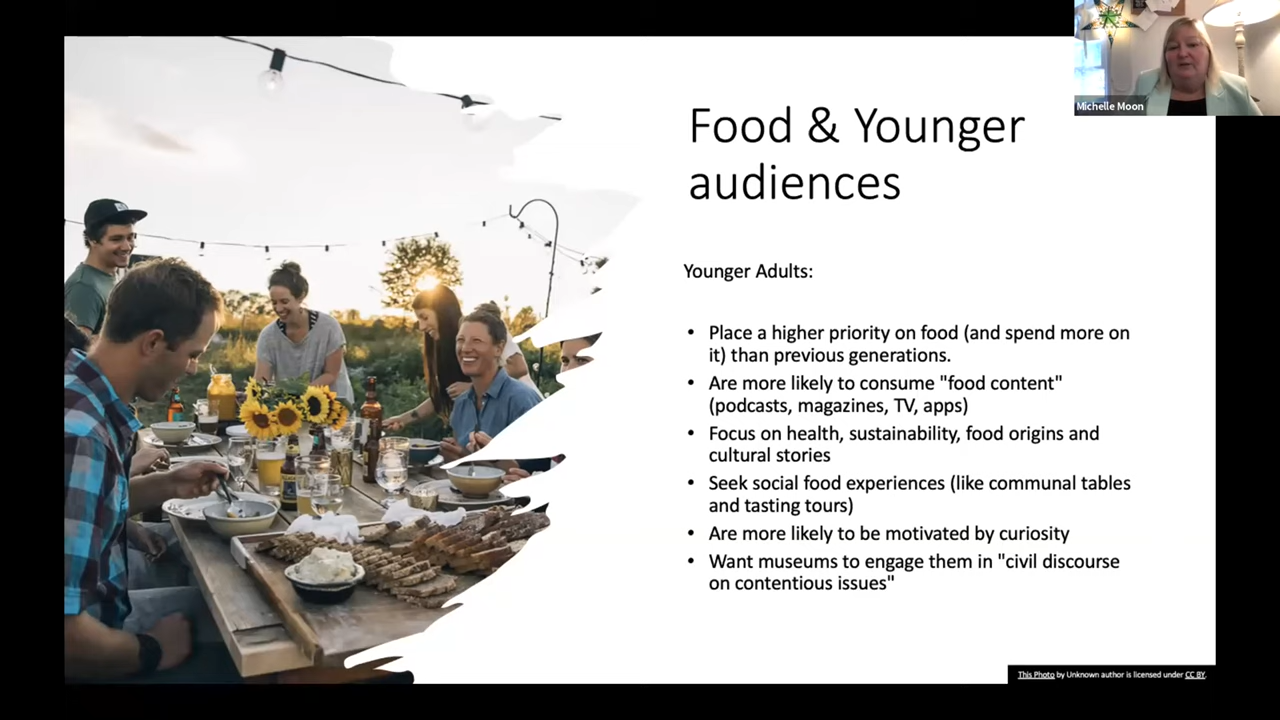 Michelle Moon
Food & Younger
audiences
Younger Adults:
• Place a higher priority on food (and spend more on
it) than previous generations.
• Are more likely to consume "food content"
(podcasts, magazines, TV, apps)
• Focus on health, sustainability, food origins and
cultural stories
• Seek social food experiences (like communal tables
and tasting tours)
• Are more likely to be motivated by curiosity
• Want museums to engage them in "civil discourse
on contentious issues"
This Photo by Unknown author is licensed under CC BY.